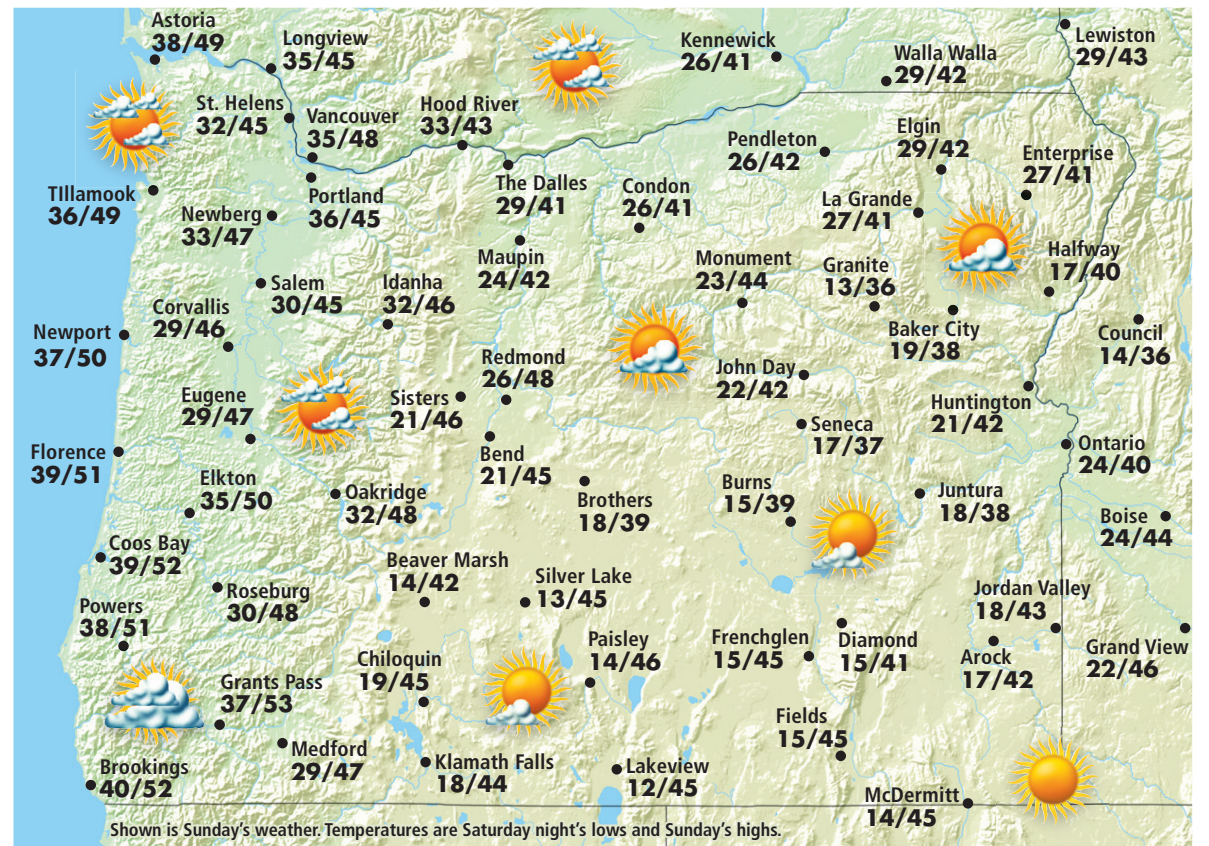 Astoria
38/49
Longview
35/45
Kennewick
26/41
Walla Walla
29/42
Lewiston
29/43
St. Helens
32/45
Vancouver
35/48
Hood River
33/43
Pendleton
26/42
Elgin
29/42
Enterprise
27/41
TIllamook
36/49
Newberg
33/47
Portland
36/45
The Dalles
29/41
Condon
26/41
La Grande
27/41
Maupin
24/42
Monument
23/44
Granite
13/36
Halfway
17/40
Salem
30/45
Idanha
32/46
Corvallis
29/46
Newport
37/50
Baker City
19/38
Council
14/36
Redmond
26/48
John Day
22/42
Eugene
29/47
Sisters
21/46
Huntington
21/42
Seneca
17/37
Florence
39/51
Bend
21/45
Ontario
24/40
Elkton
35/50
Oakridge
32/48
Brothers
18/39
Burns
15/39
Juntura
18/38
Boise
24/44
Coos Bay
39/52
Beaver Marsh
14/42
Silver Lake
13/45
Roseburg
30/48
Jordan Valley
18/43
Powers
38/51
Paisley
14/46
Frenchglen
15/45
Diamond
15/41
Arock
17/42
Grand View
22/46
Chiloquin
19/45
Grants Pass
37/53
Fields
15/45
Medford
29/47
Klamath Falls
18/44
Lakeview
12/45
Brookings
40/52
McDermitt
14/45
Shown is Sunday's weather. Temperatures are Saturday night's lows and Sunday's highs.